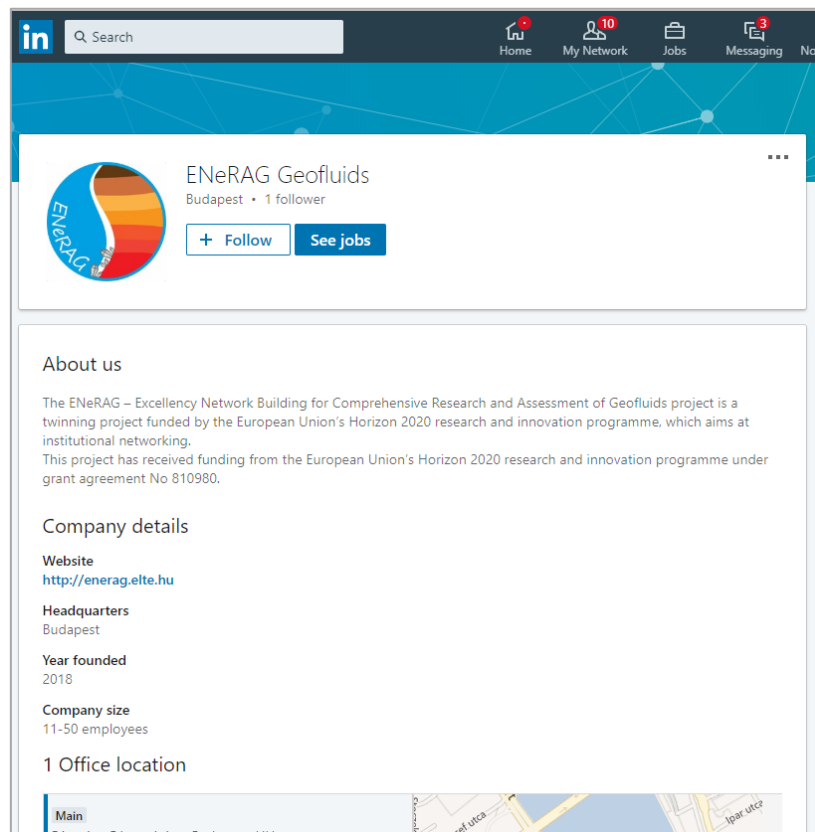 in
Search
Home
10
My Network
Jobs
3
Messaging
No
ENeRAG
ENeRAG Geofluids
Budapest • 1 follower
+ Follow
See jobs
About us
The ENeRAG – Excellency Network Building for Comprehensive Research and Assessment of Geofluids project is a
twinning project funded by the European Union's Horizon 2020 research and innovation programme, which aims at
institutional networking.
This project has received funding from the European Union's Horizon 2020 research and innovation programme under
grant agreement No 810980.
Company details
Website
http://enerag.elte.hu
Headquarters
Budapest
Year founded
2018
Company size
11-50 employees
1 Office location
Main
utca
Ipar utca